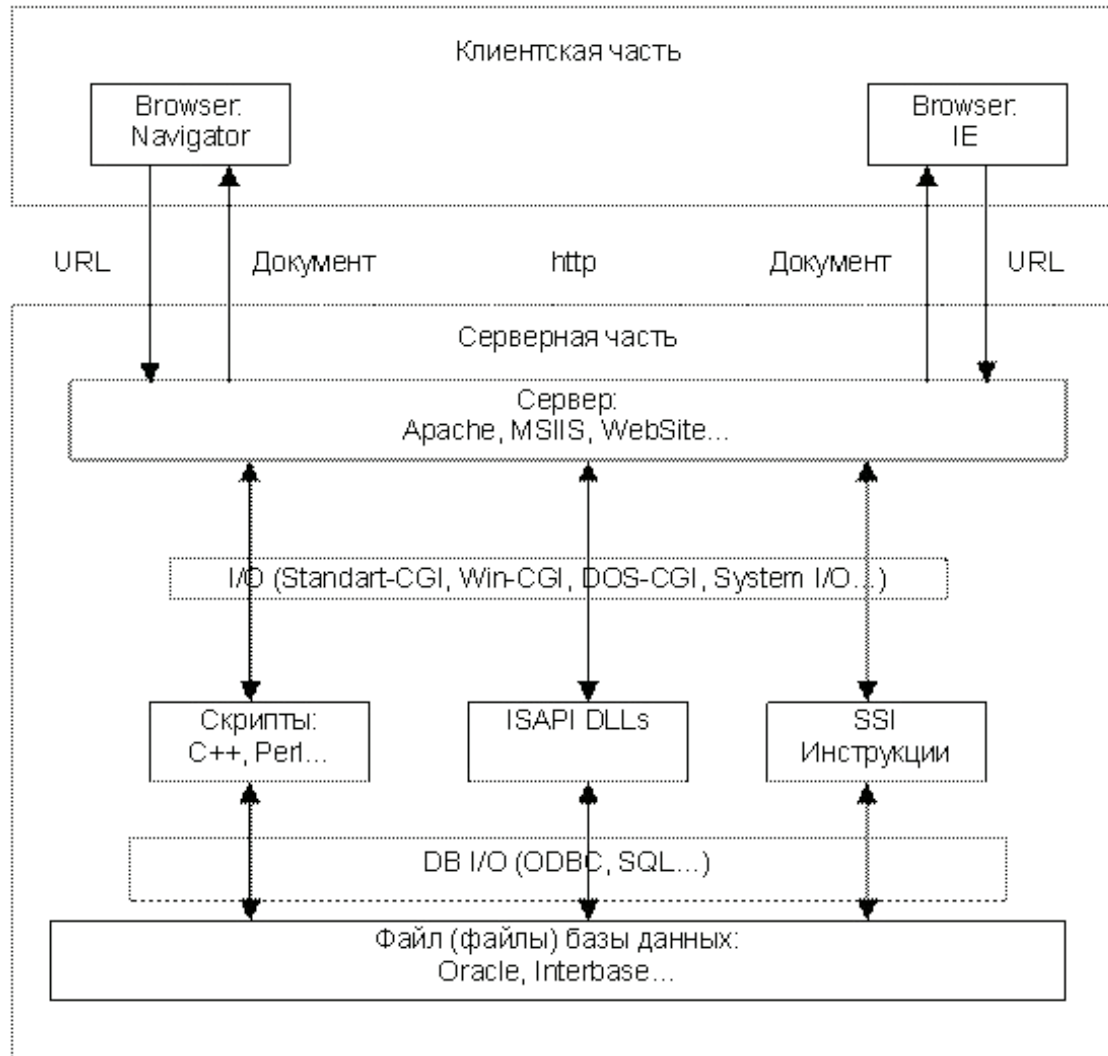 Клиентская часть
Browser:
Navigator
Browser:
IE
URL
Документ
http
Документ
URL
Серверная часть
Сервер:
Apache, MSIIS, WebSite...
I/O (Standart-CGI, Win-CGI, DOS-CGI, System I/O...)
Скрипты:
C++, Perl...
ISAPI DLLs
SSI
Инструкции
DB I/O (ODBC, SQL...)
Файл (файлы) базы данных:
Oracle, Interbase...